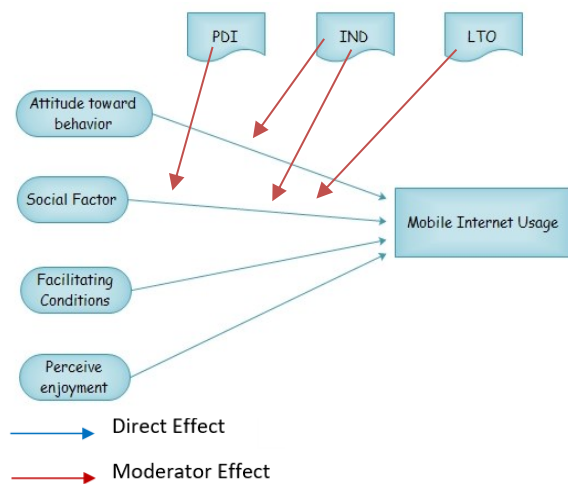 PDI
IND
LTO
Attitude toward
behavior
Social Factor
Mobile Internet Usage
Facilitating
Conditions
Perceive
enjoyment
Direct Effect
Moderator Effect